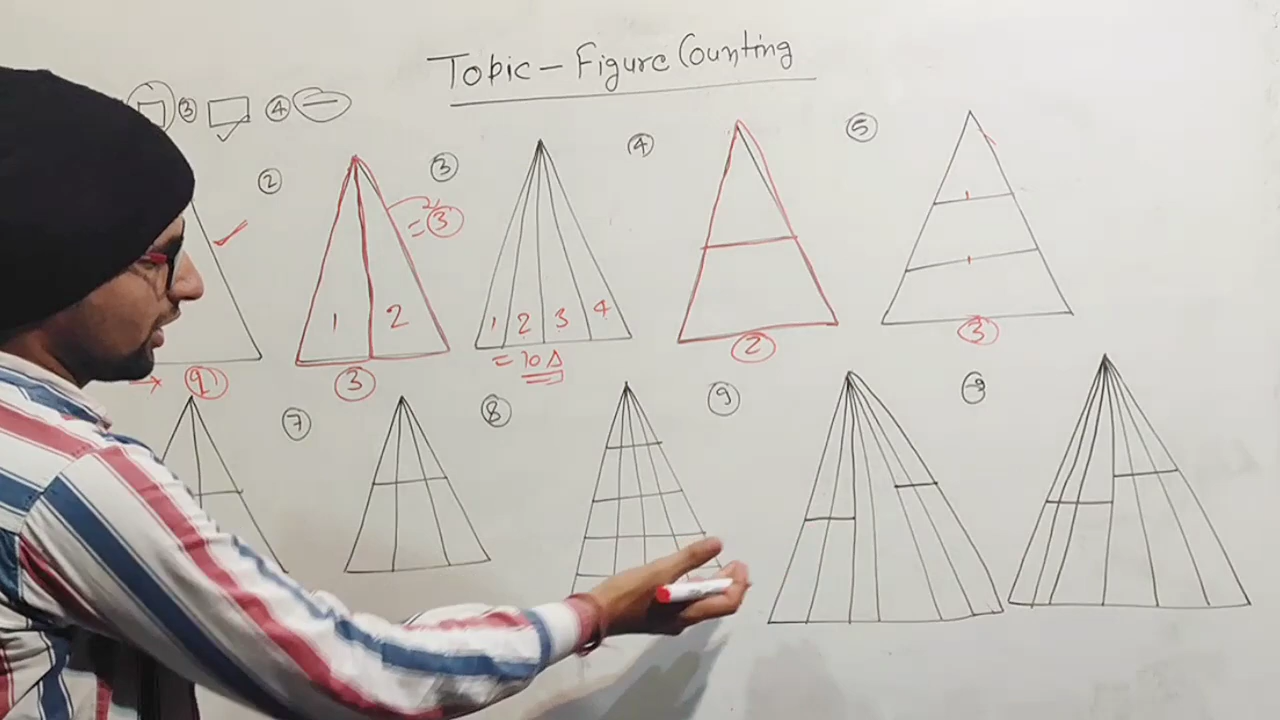 Topic - Figure Counting
③ ④
② ③ ④ ⑤
= ③
1 2
1 2 3 4
= 10 Δ
① ③ ② ③
⑦ ⑧ ⑨